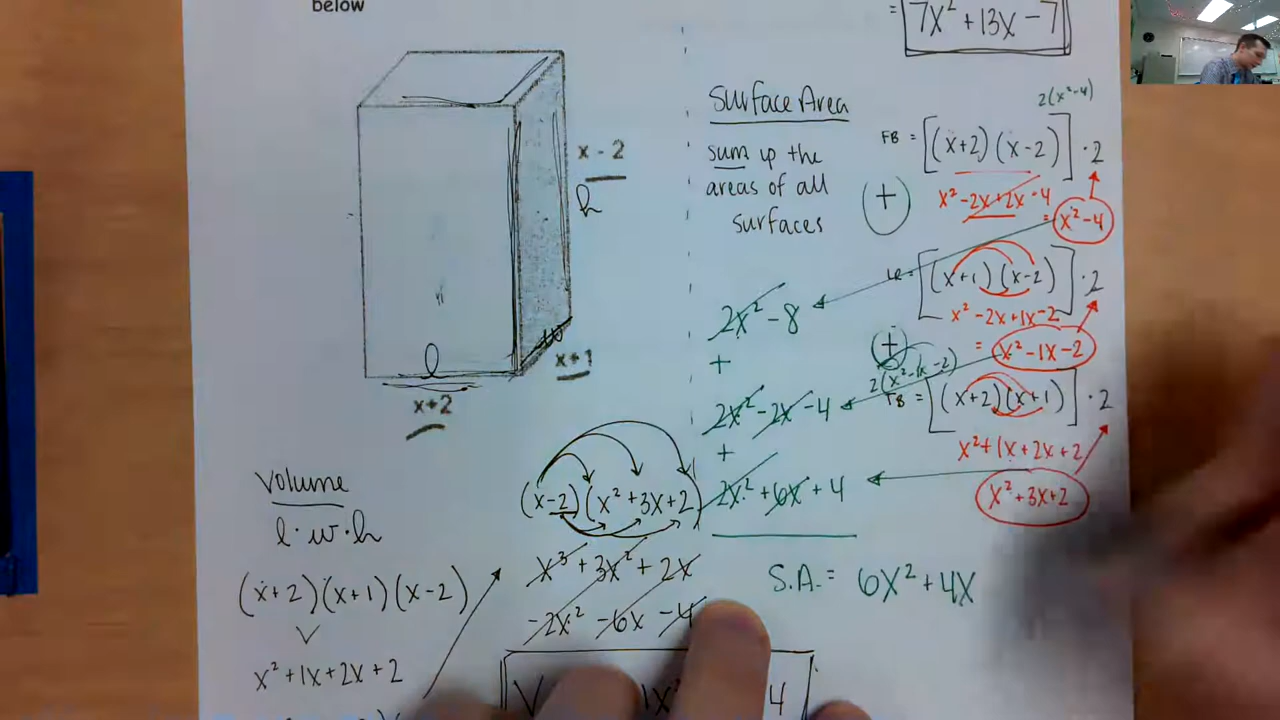 below
x - 2
h
l
w
x+1
x+2
Volume
l · w · h
(x+2)(x+1)(x-2)
x² + 1x + 2x + 2
(x-2)(x² + 3x + 2)
x³ + 3x² + 2x
-2x² - 6x - 4
V
1x²
4
= 7x² + 13x - 7
Surface Area
sum up the
areas of all
surfaces
2(x²-4)
FB = [(x+2)(x-2)] · 2
x² - 2x + 2x - 4
= x² - 4
(+)
LR = [(x+1)(x-2)] · 2
x² - 2x + 1x - 2
= x² - 1x - 2
(+)
2(x² - 1x - 2)
TB = [(x+2)(x+1)] · 2
x² + 1x + 2x + 2
x² + 3x + 2
2x² - 8
+
2x² - 2x - 4
+
2x² + 6x + 4
S.A. = 6x² + 4x